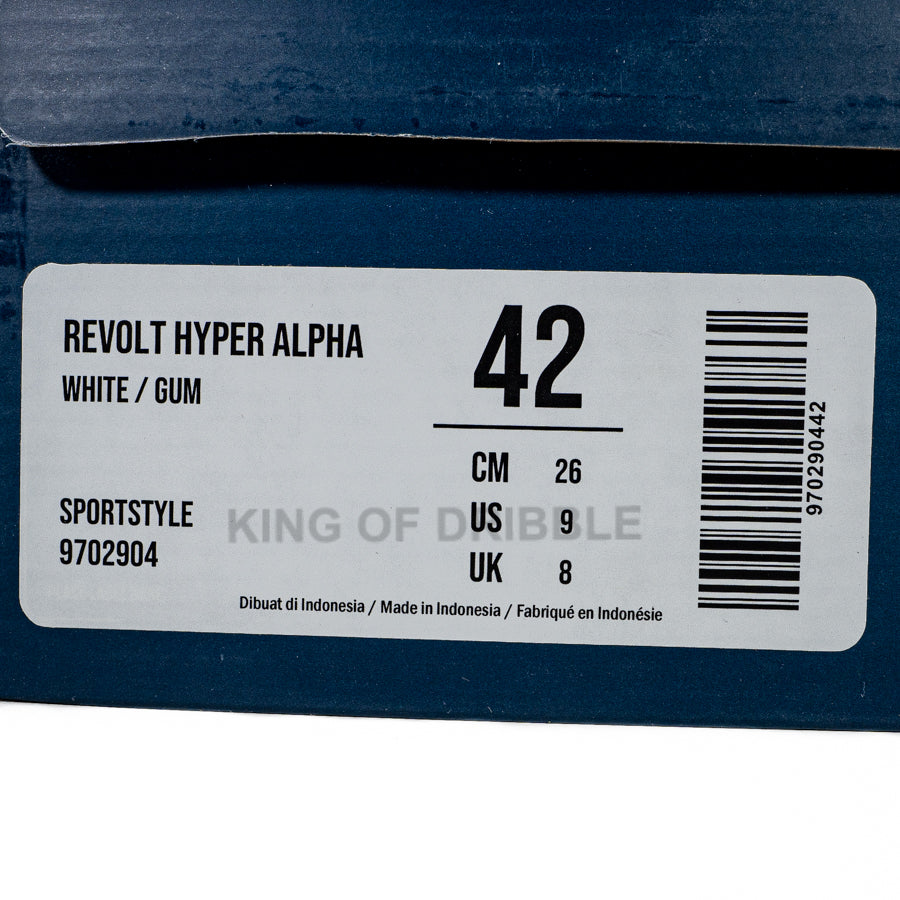 REVOLT HYPER ALPHA
WHITE / GUM
42
CM 26
US 9
UK 8
SPORTSTYLE
9702904
KING OF DRIBBLE
Dibuat di Indonesia / Made in Indonesia / Fabriqué en Indonésie
970290442